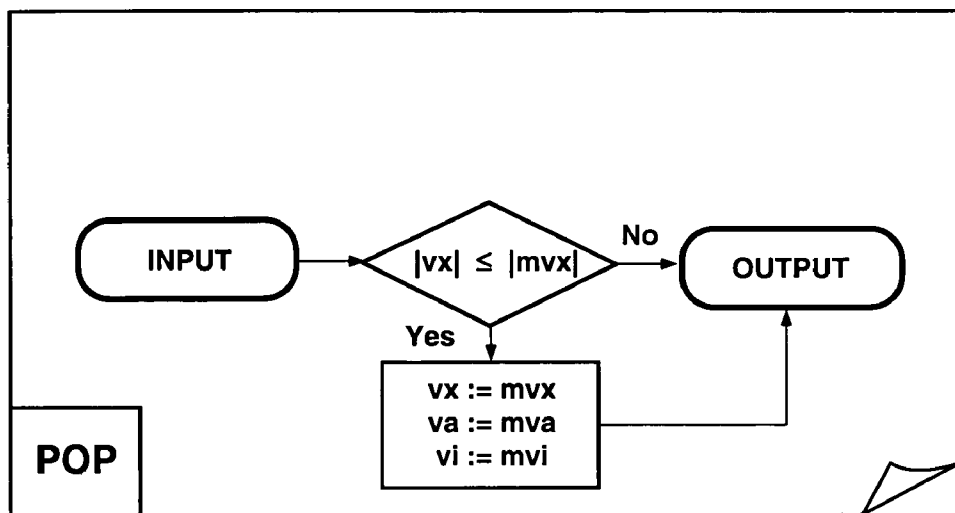 INPUT
|vx| ≤ |mvx|
No
OUTPUT
Yes
vx := mvx
va := mva
vi := mvi
POP